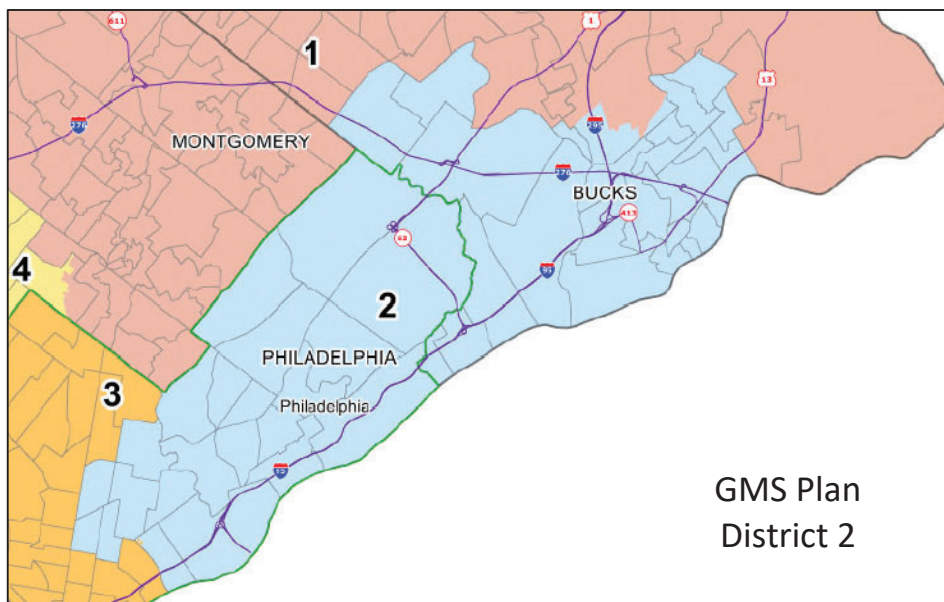 611
1
1
13
276
295
MONTGOMERY
276
BUCKS
413
63
4
95
2
PHILADELPHIA
3
Philadelphia
95
GMS Plan
District 2